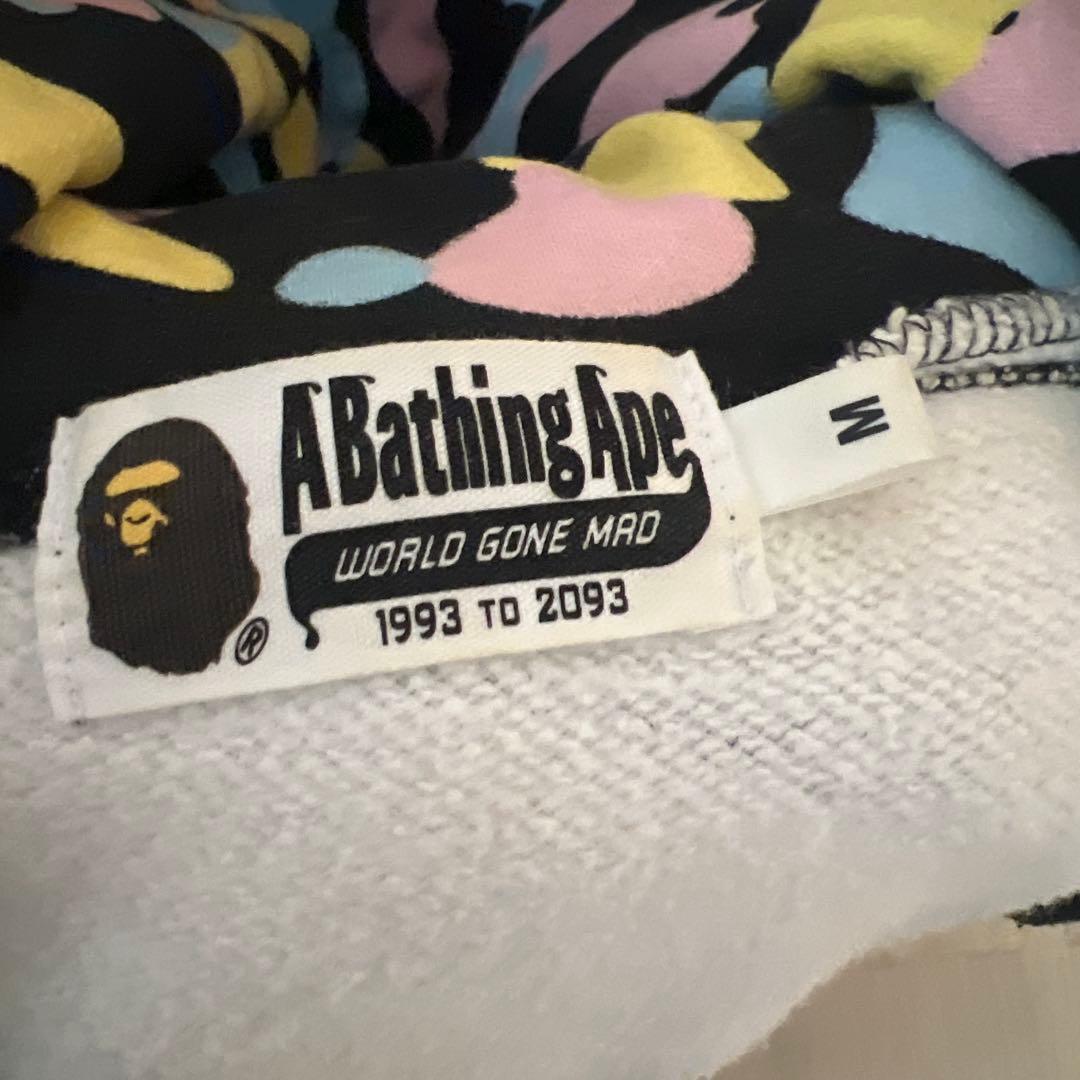 A Bathing Ape
WORLD GONE MAD
1993 TO 2093
®
M